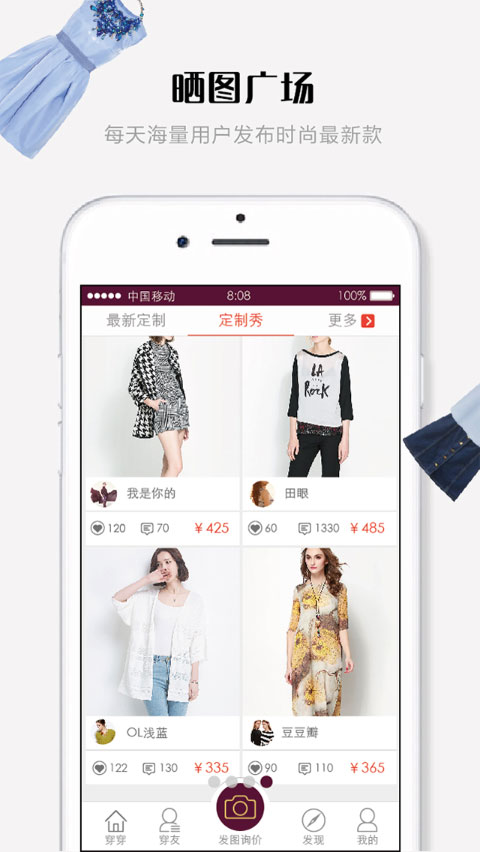 晒图广场
每天海量用户发布时尚最新款
中国移动 8:08 100%
最新定制 定制秀 更多
LA
ROCK
我是你的 田眼
120 70 ¥425 60 1330 ¥485
OL浅蓝 豆豆瓣
122 130 ¥335 90 110 ¥365
穿穿 穿友 发图询价 发现 我的